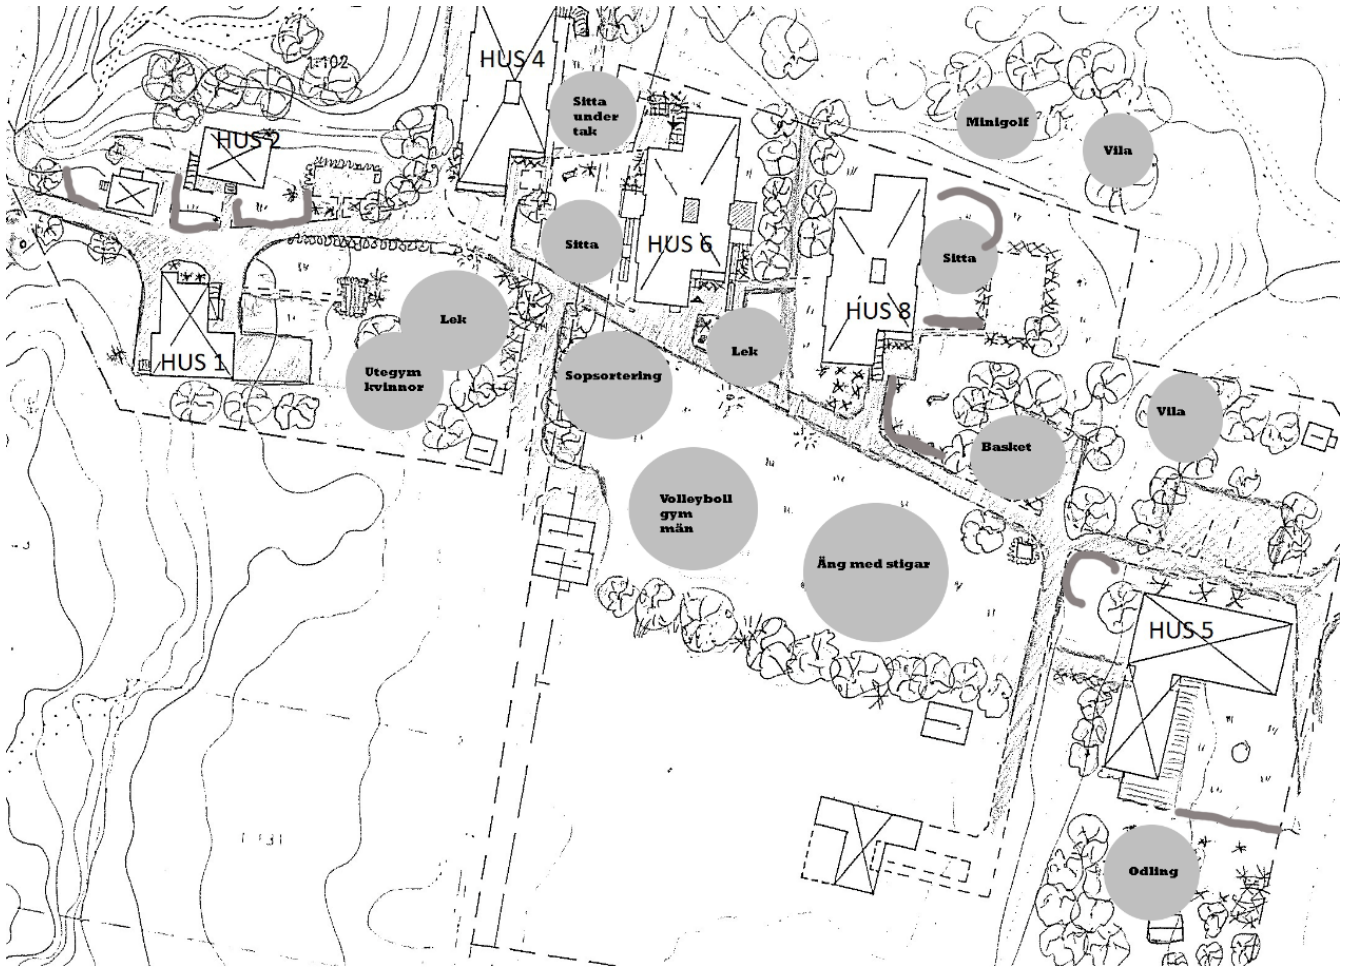 HUS 4
1:102
Sitta
under
tak
Minigolf
HUS 2
Vila
Sitta
HUS 6
Sitta
HUS 8
Lek
Lek
HUS 1
Utegym
kvinnor
Sopsortering
Vila
Basket
Volleyboll
gym
män
Äng med stigar
HUS 5
Odling